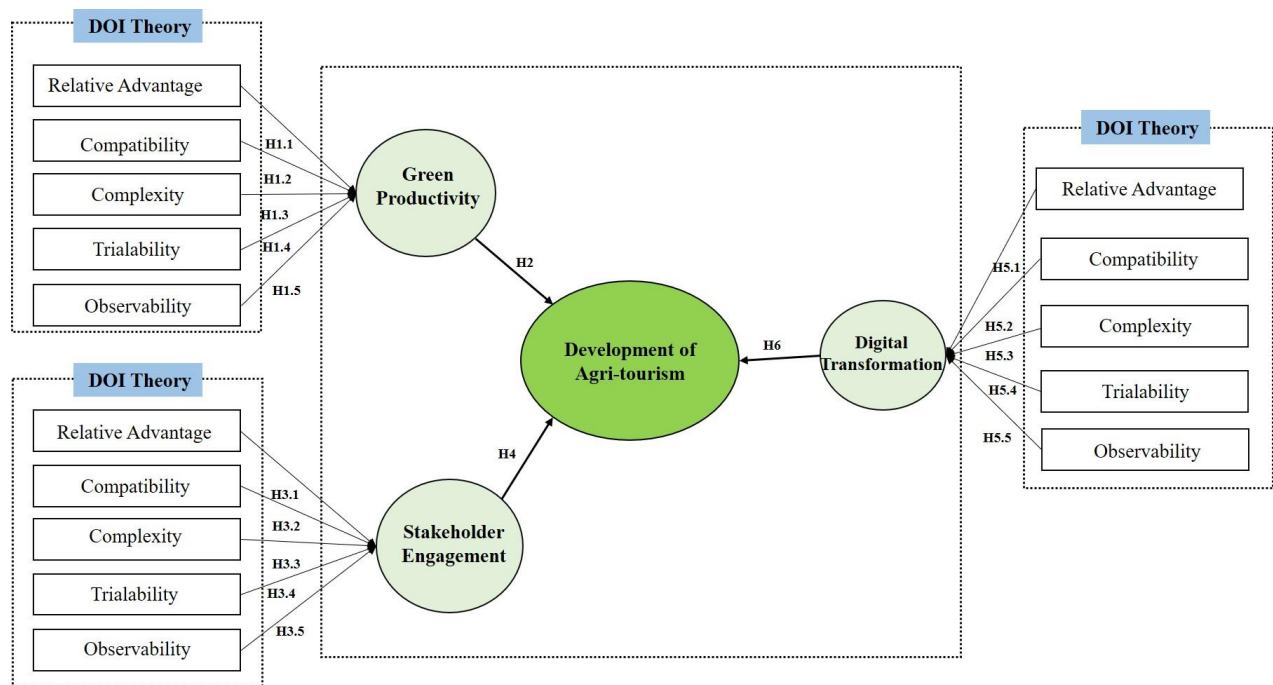 DOI Theory
Relative Advantage
Compatibility
Complexity
Trialability
Observability
H1.1
H1.2
H1.3
H1.4
H1.5
DOI Theory
Relative Advantage
Compatibility
Complexity
Trialability
Observability
H3.1
H3.2
H3.3
H3.4
H3.5
Green
Productivity
H2
Development of
Agri-tourism
H4
Stakeholder
Engagement
H6
Digital
Transformation
H5.1
H5.2
H5.3
H5.4
H5.5
DOI Theory
Relative Advantage
Compatibility
Complexity
Trialability
Observability